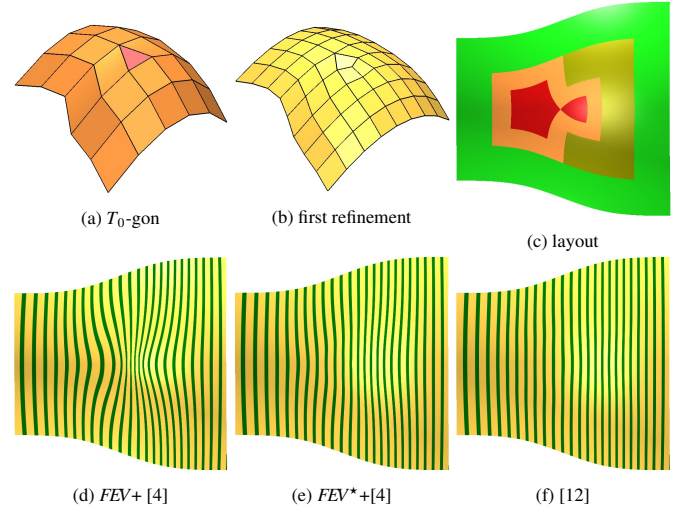 (a) T₀-gon
(b) first refinement
(c) layout
(d) FEV+ [4]
(e) FEV⋆+[4]
(f) [12]